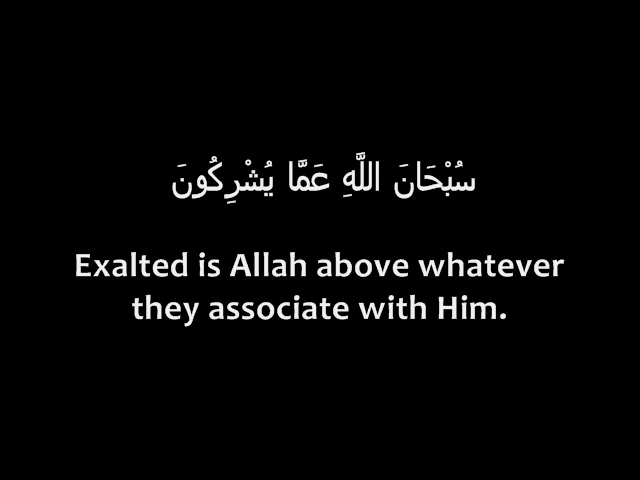 سُبْحَانَ اللَّهِ عَمَّا يُشْرِكُونَ
Exalted is Allah above whatever
they associate with Him.